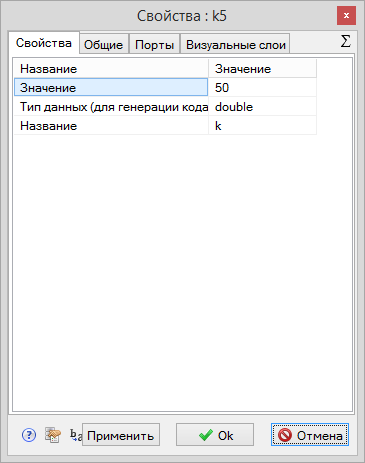 Свойства : k5
x
Свойства Общие Порты Визуальные слои Σ
Название Значение
Значение 50
Тип данных (для генерации кода double
Название k
? b a Применить Ok Отмена